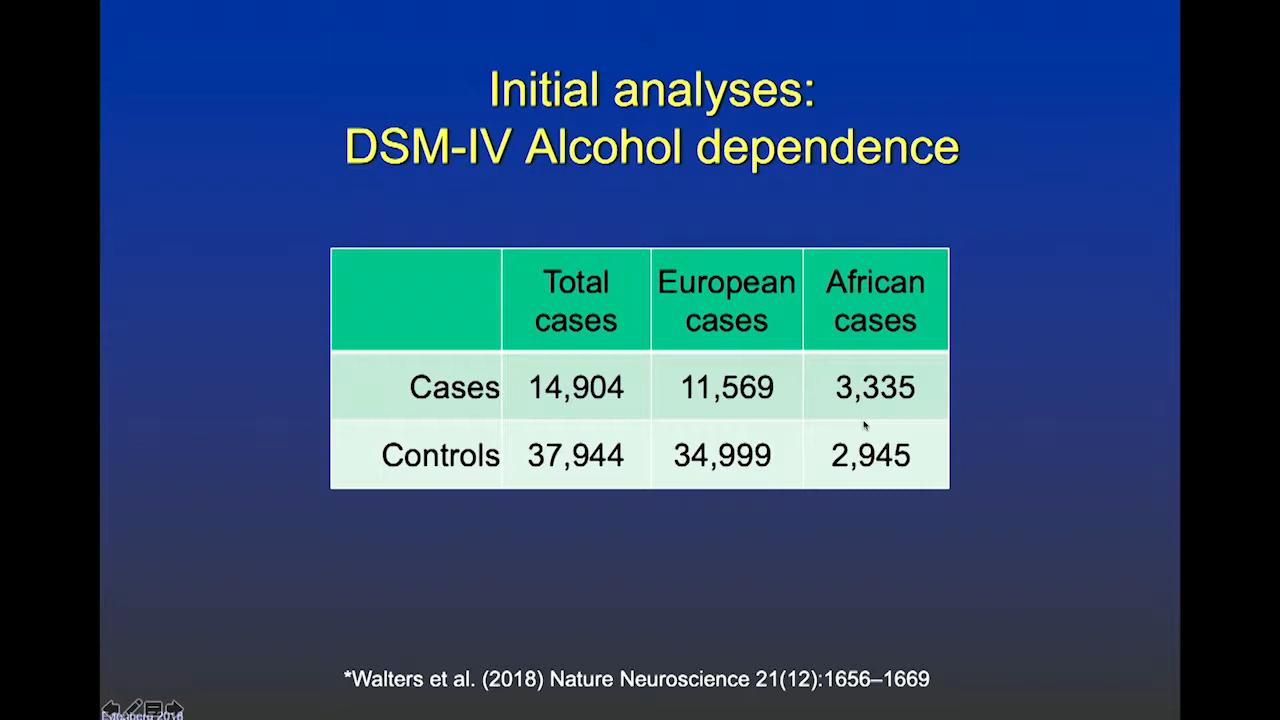 Initial analyses:
DSM-IV Alcohol dependence
Total cases European cases African cases
Cases 14,904 11,569 3,335
Controls 37,944 34,999 2,945
*Walters et al. (2018) Nature Neuroscience 21(12):1656–1669
2018